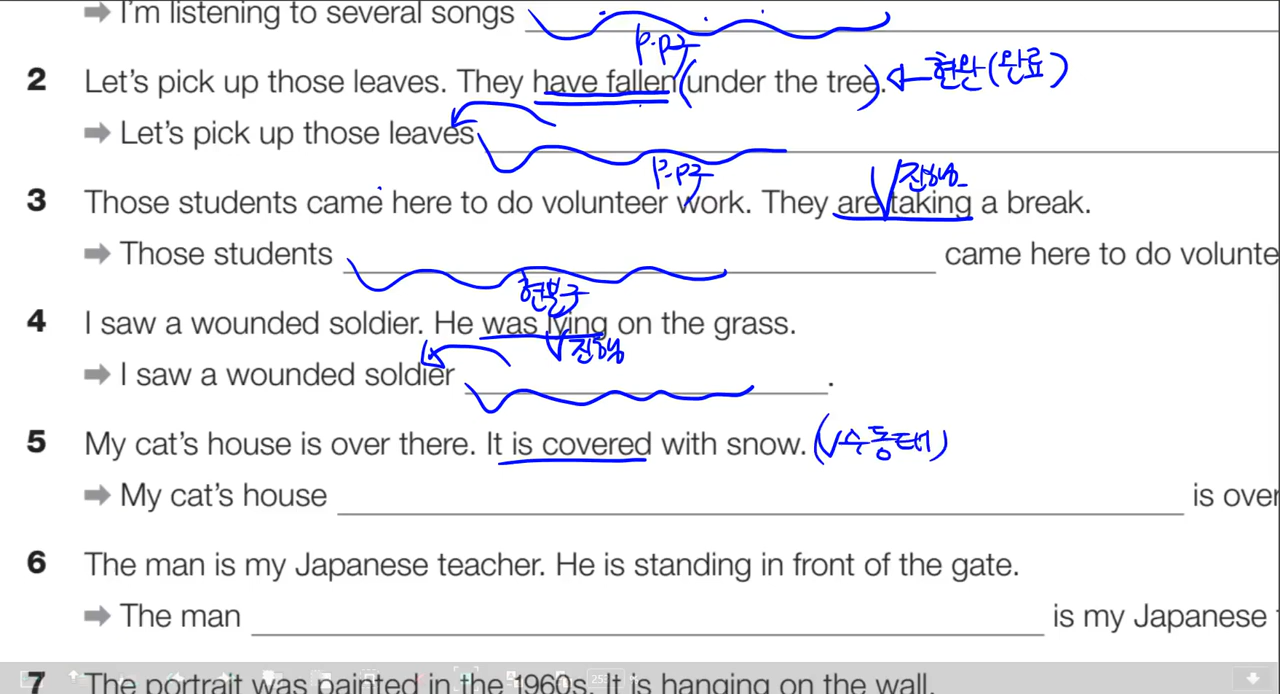 ➡ I'm listening to several songs
p.p구
2 Let's pick up those leaves. They have fallen (under the tree). 현완(완료)
➡ Let's pick up those leaves
p.p구
진행
3 Those students came here to do volunteer work. They are taking a break.
➡ Those students came here to do volunte
현분구
4 I saw a wounded soldier. He was lying on the grass.
진행
➡ I saw a wounded soldier .
5 My cat's house is over there. It is covered with snow. (수동태)
➡ My cat's house is over
6 The man is my Japanese teacher. He is standing in front of the gate.
➡ The man is my Japanese
7 The portrait was painted in the 1960s. It is hanging on the wall.